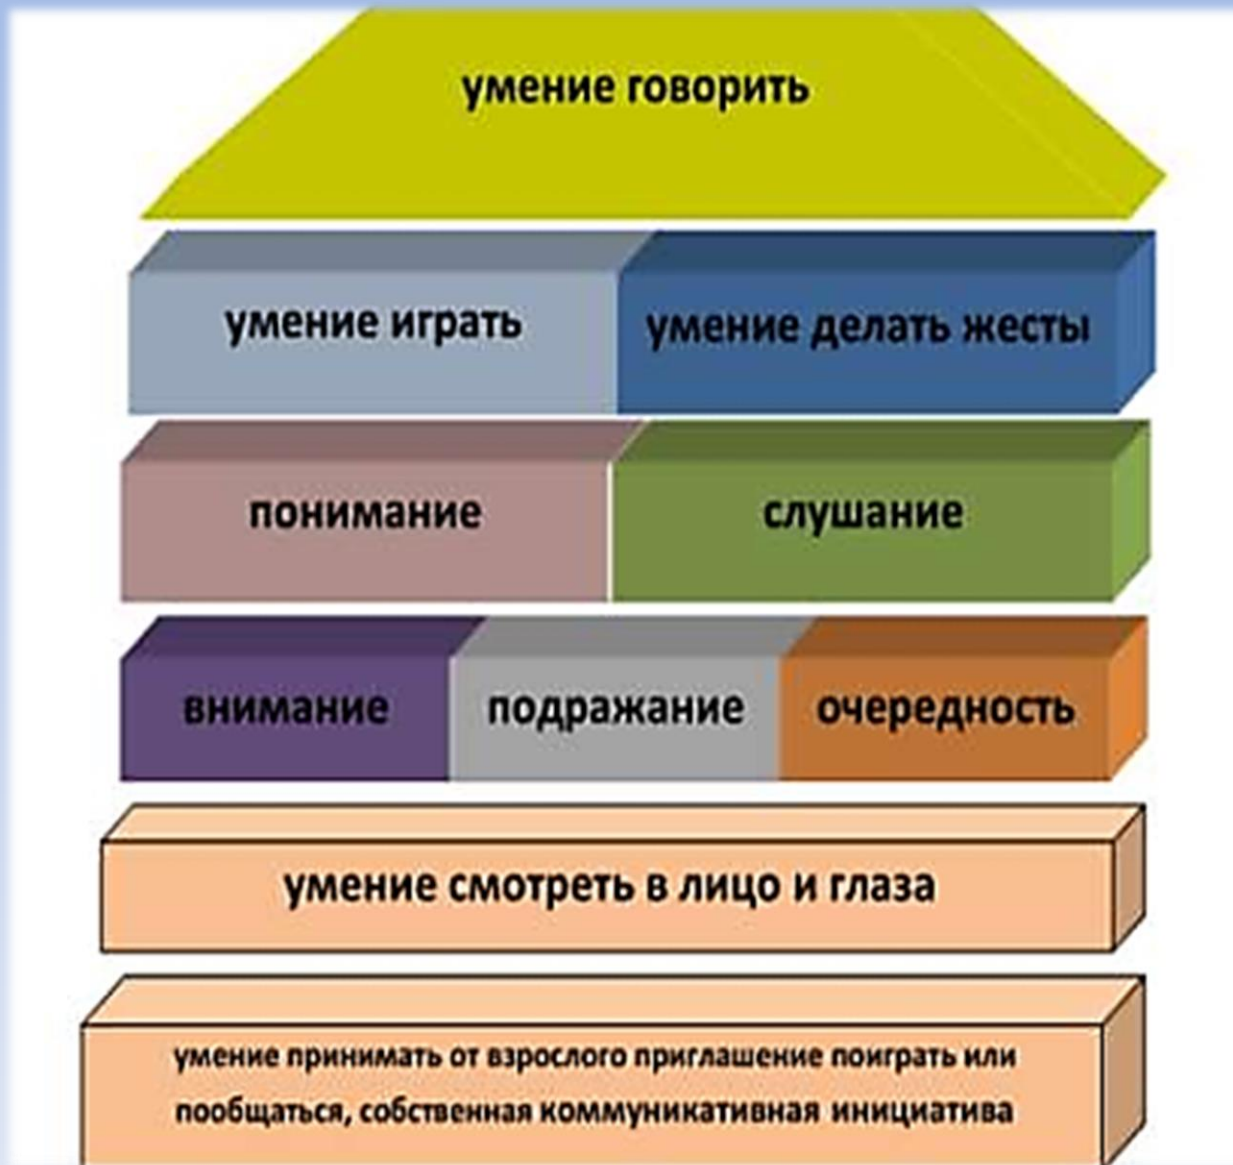 умение говорить
умение играть
умение делать жесты
понимание
слушание
внимание
подражание
очередность
умение смотреть в лицо и глаза
умение принимать от взрослого приглашение поиграть или
пообщаться, собственная коммуникативная инициатива